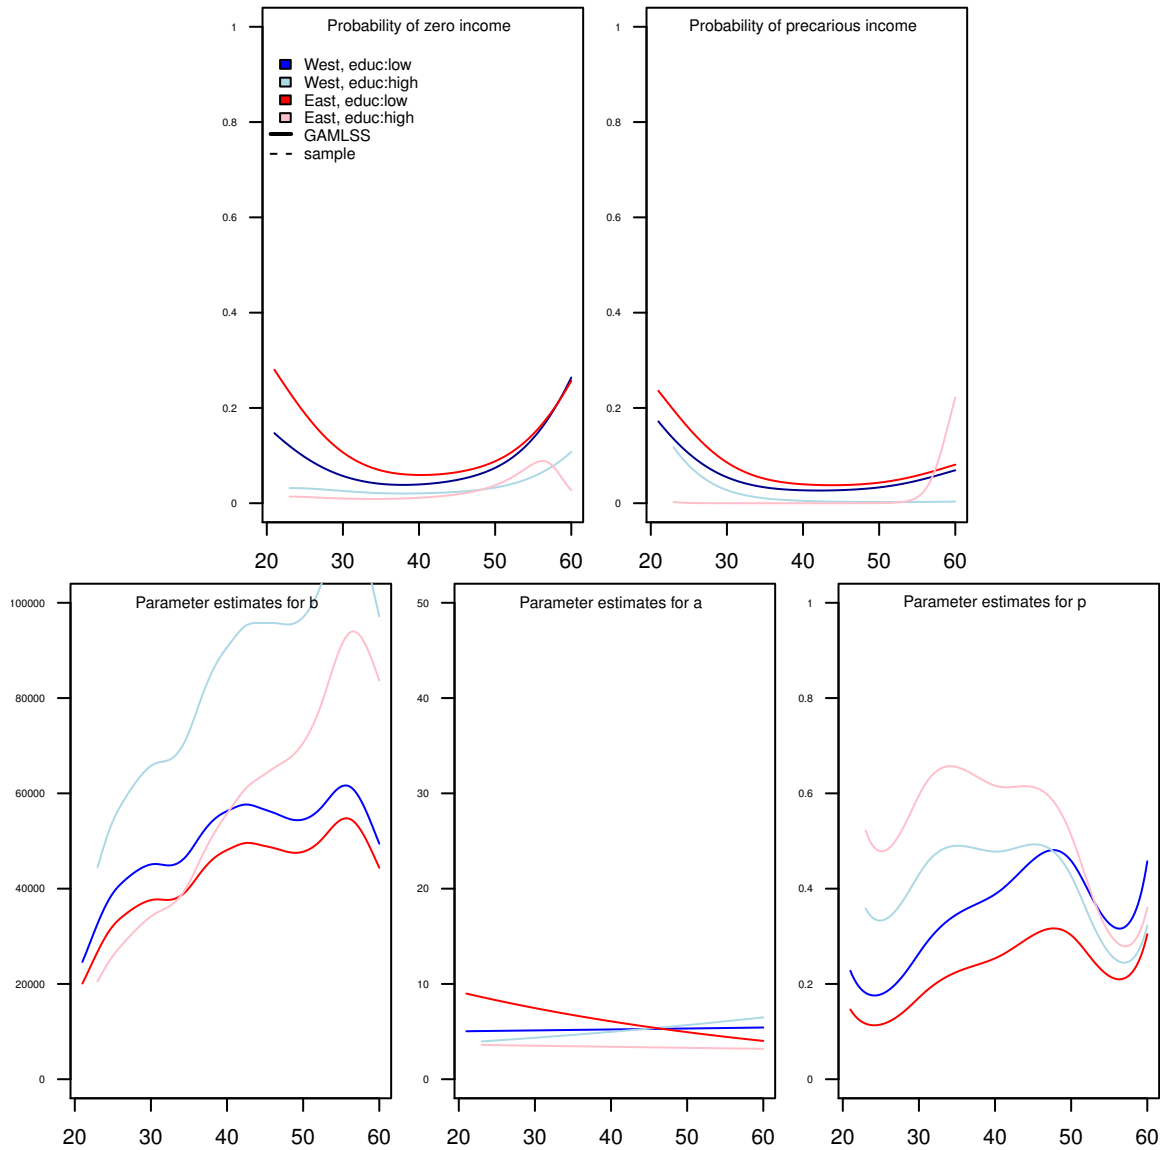 Probability of zero income
1
0.8
0.6
0.4
0.2
0
West, educ:low
West, educ:high
East, educ:low
East, educ:high
GAMLSS
sample
20 30 40 50 60
Probability of precarious income
1
0.8
0.6
0.4
0.2
0
20 30 40 50 60
Parameter estimates for b
100000
80000
60000
40000
20000
0
20 30 40 50 60
Parameter estimates for a
50
40
30
20
10
0
20 30 40 50 60
Parameter estimates for p
1
0.8
0.6
0.4
0.2
0
20 30 40 50 60